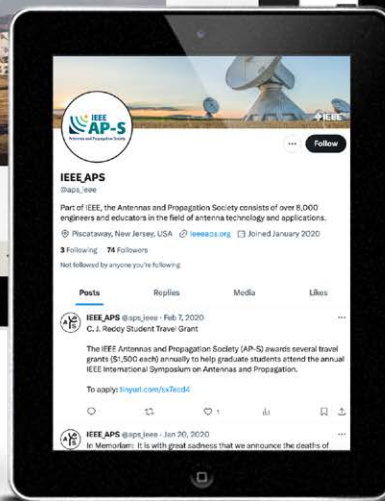 IEEE
AP-S
Antennas and Propagation Society
IEEE
Follow
IEEE_APS
@aps_ieee
Part of IEEE, the Antennas and Propagation Society consists of over 8,000
engineers and educators in the field of antenna technology and applications.
Piscataway, New Jersey, USA ieeeaps.org Joined January 2020
3 Following 74 Followers
Not followed by anyone you're following
Posts Replies Media Likes
IEEE_APS @aps_ieee · Feb 7, 2020
C. J. Reddy Student Travel Grant
The IEEE Antennas and Propagation Society (AP-S) awards several travel
grants ($1,500 each) annually to help graduate students attend the annual
IEEE International Symposium on Antennas and Propagation.
To apply:
1
IEEE_APS @aps_ieee · Jan 20, 2020
In Memoriam: It is with great sadness that we announce the deaths of